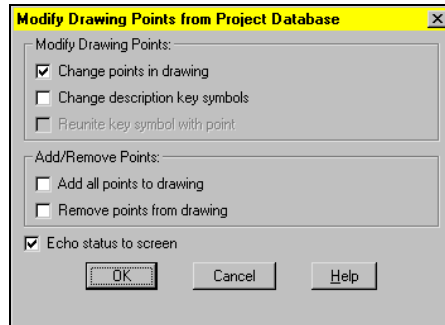 Modify Drawing Points from Project Database
Modify Drawing Points:
Change points in drawing
Change description key symbols
Reunite key symbol with point
Add/Remove Points:
Add all points to drawing
Remove points from drawing
Echo status to screen
OK Cancel Help